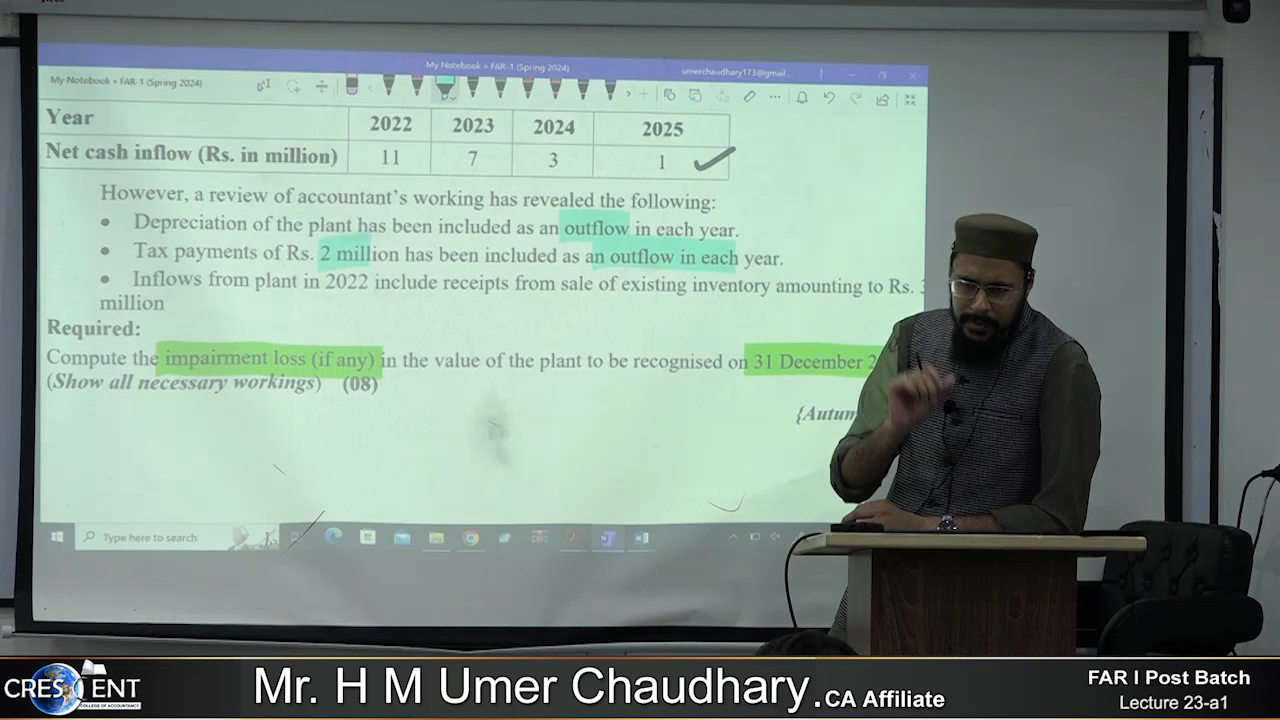 My Notebook » FAR-1 (Spring 2024)
My Notebook » FAR-1 (Spring 2024)
umerchaudhary173@gmail...
Year 2022 2023 2024 2025
Net cash inflow (Rs. in million) 11 7 3 1
However, a review of accountant's working has revealed the following:
• Depreciation of the plant has been included as an outflow in each year.
• Tax payments of Rs. 2 million has been included as an outflow in each year.
• Inflows from plant in 2022 include receipts from sale of existing inventory amounting to Rs.
million
Required:
Compute the impairment loss (if any) in the value of the plant to be recognised on 31 December
(Show all necessary workings) (08)
{Autum
Type here to search
CRESCENT
COLLEGE OF ACCOUNTANCY
Mr. H M Umer Chaudhary .CA Affiliate
FAR I Post Batch
Lecture 23-a1